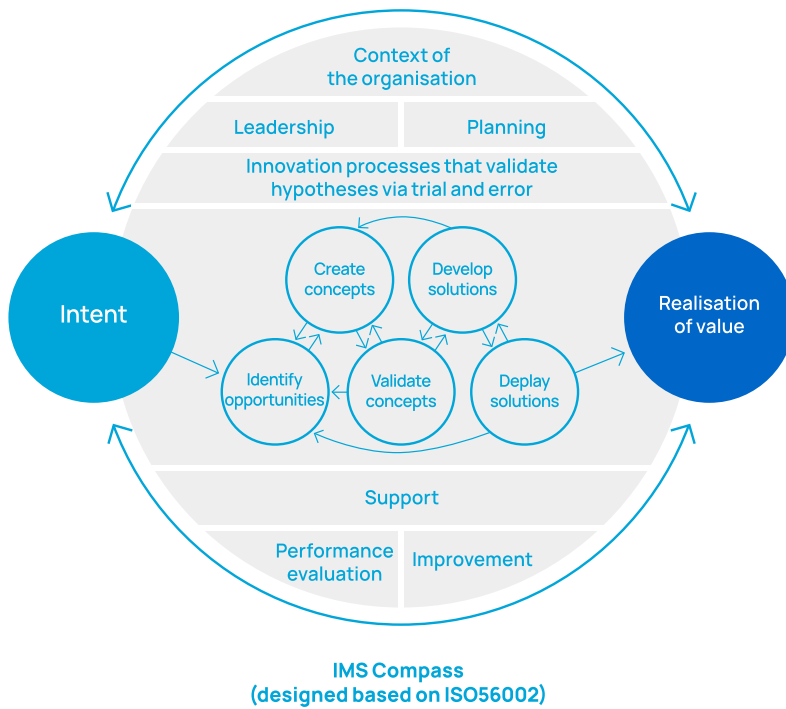 Context of
the organisation
Leadership
Planning
Innovation processes that validate
hypotheses via trial and error
Create
concepts
Develop
solutions
Intent
Realisation
of value
Identify
opportunities
Validate
concepts
Deplay
solutions
Support
Performance
evaluation
Improvement
IMS Compass
(designed based on ISO56002)